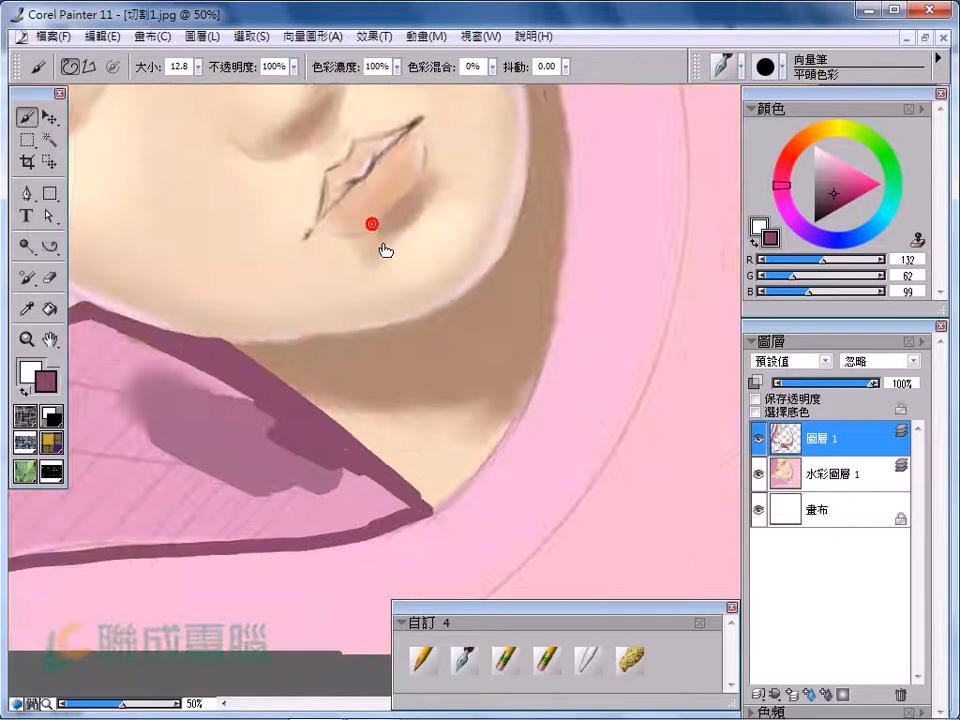 Corel Painter 11 - [切割1.jpg @ 50%]
檔案(F) 編輯(E) 畫布(C) 圖層(L) 選取(S) 向量圖形(A) 效果(T) 動畫(M) 視窗(W) 說明(H)
大小: 12.8 不透明度: 100% 色彩濃度: 100% 色彩混合: 0% 抖動: 0.00
向量筆
平頭色彩
顏色
R 132
G 62
B 99
圖層
預設值 忽略
100%
保存透明度
選擇底色
圖層 1
水彩圖層 1
畫布
自訂 4
聯成電腦
50%
色頻
T